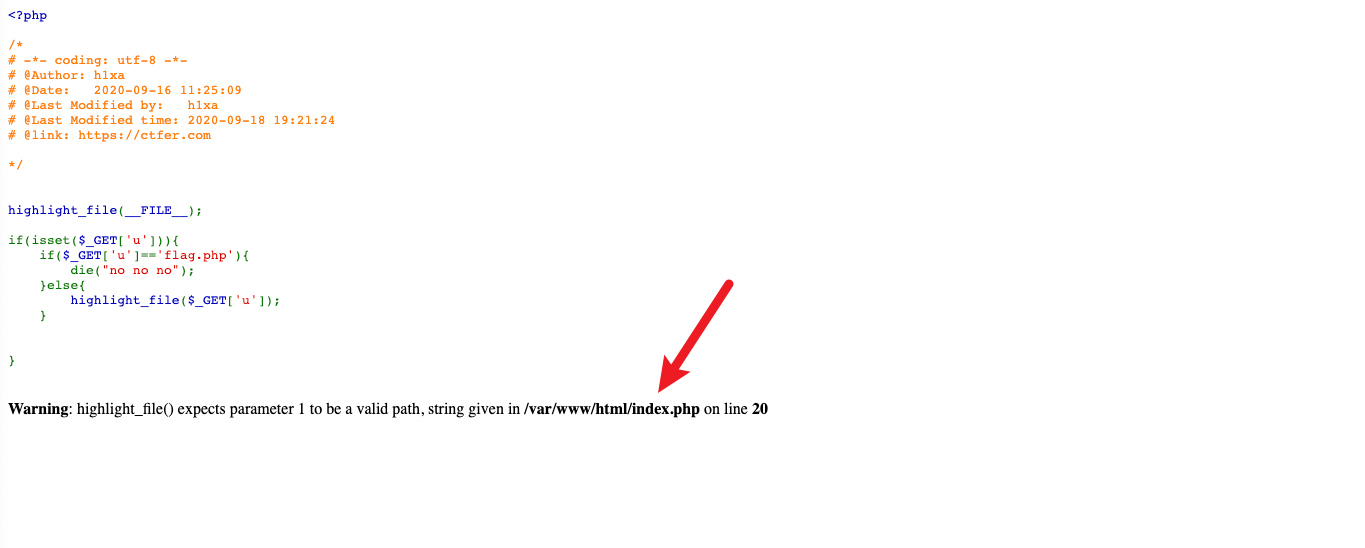 <?php
/*
# -*- coding: utf-8 -*-
# @Author: h1xa
# @Date:   2020-09-16 11:25:09
# @Last Modified by:   h1xa
# @Last Modified time: 2020-09-18 19:21:24
# @link: https://ctfer.com
*/
highlight_file(__FILE__);
if(isset($_GET['u'])){
    if($_GET['u']=='flag.php'){
        die("no no no");
    }else{
        highlight_file($_GET['u']);
    }
}
Warning: highlight_file() expects parameter 1 to be a valid path, string given in /var/www/html/index.php on line 20